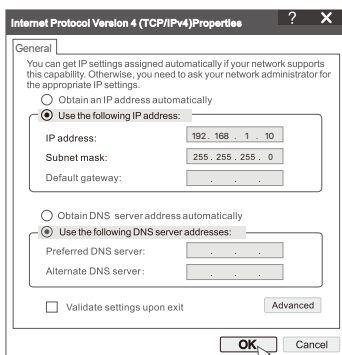 Internet Protocol Version 4 (TCP/IPv4)Properties ? X
General
You can get IP settings assigned automatically if your network supports
this capability. Otherwise, you need to ask your network administrator for
the appropriate IP settings.
Obtain an IP address automatically
Use the following IP address:
IP address: 192. 168 . 1 . 10
Subnet mask: 255. 255. 255. 0
Default gateway: . . .
Obtain DNS server address automatically
Use the following DNS server addresses:
Preferred DNS server: . . .
Alternate DNS server: . . .
Validate settings upon exit Advanced
OK Cancel